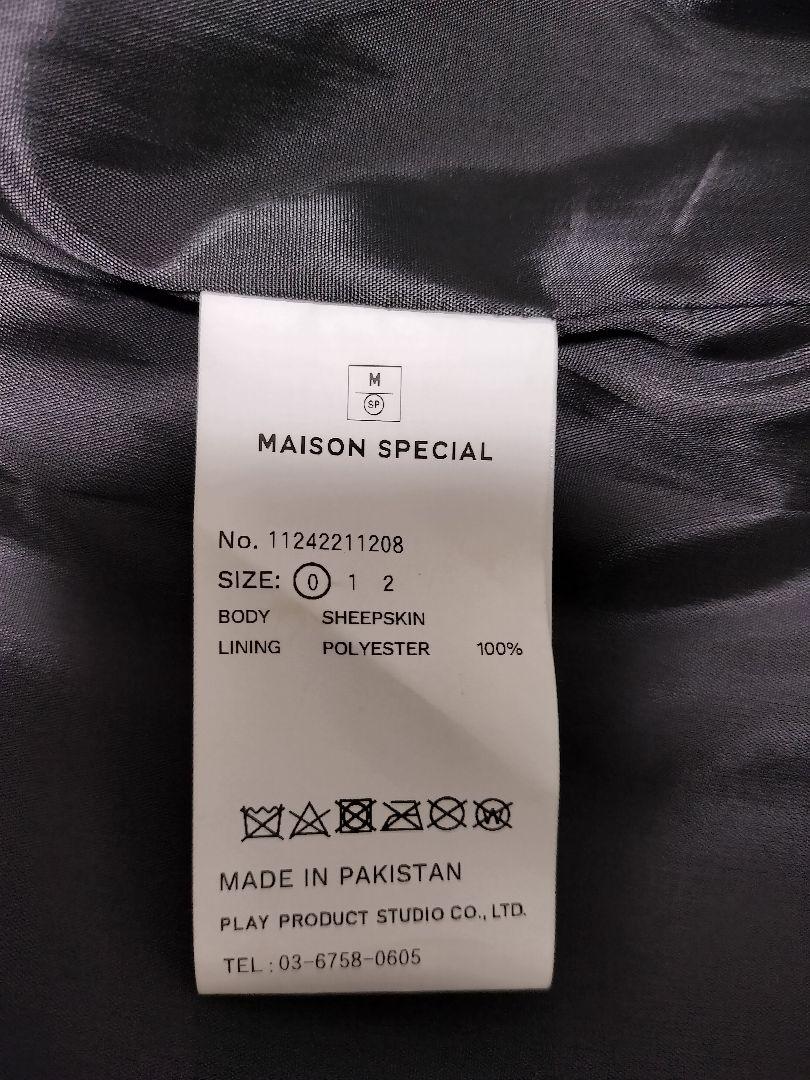 M
SP
MAISON SPECIAL
No. 11242211208
SIZE: 0 1 2
BODY SHEEPSKIN
LINING POLYESTER 100%
W
MADE IN PAKISTAN
PLAY PRODUCT STUDIO CO., LTD.
TEL : 03-6758-0605